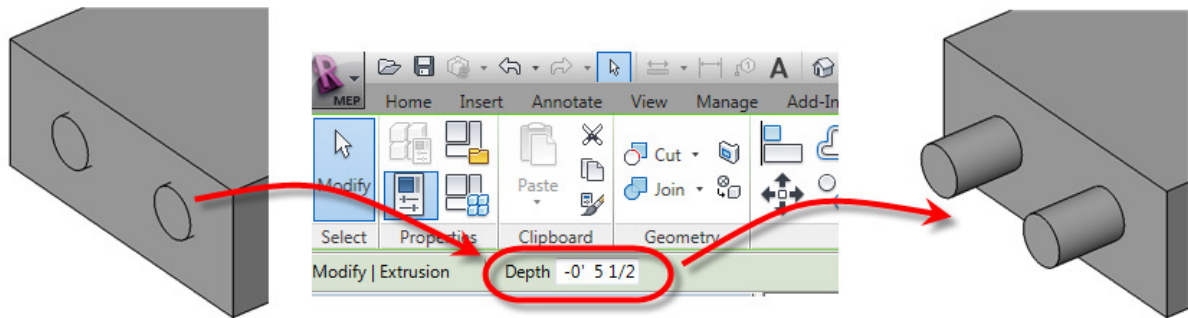 MEP
Home Insert Annotate View Manage Add-In
Cut
Modify
Paste
Join
Select Properties Clipboard Geometry
Modify | Extrusion Depth -0' 5 1/2